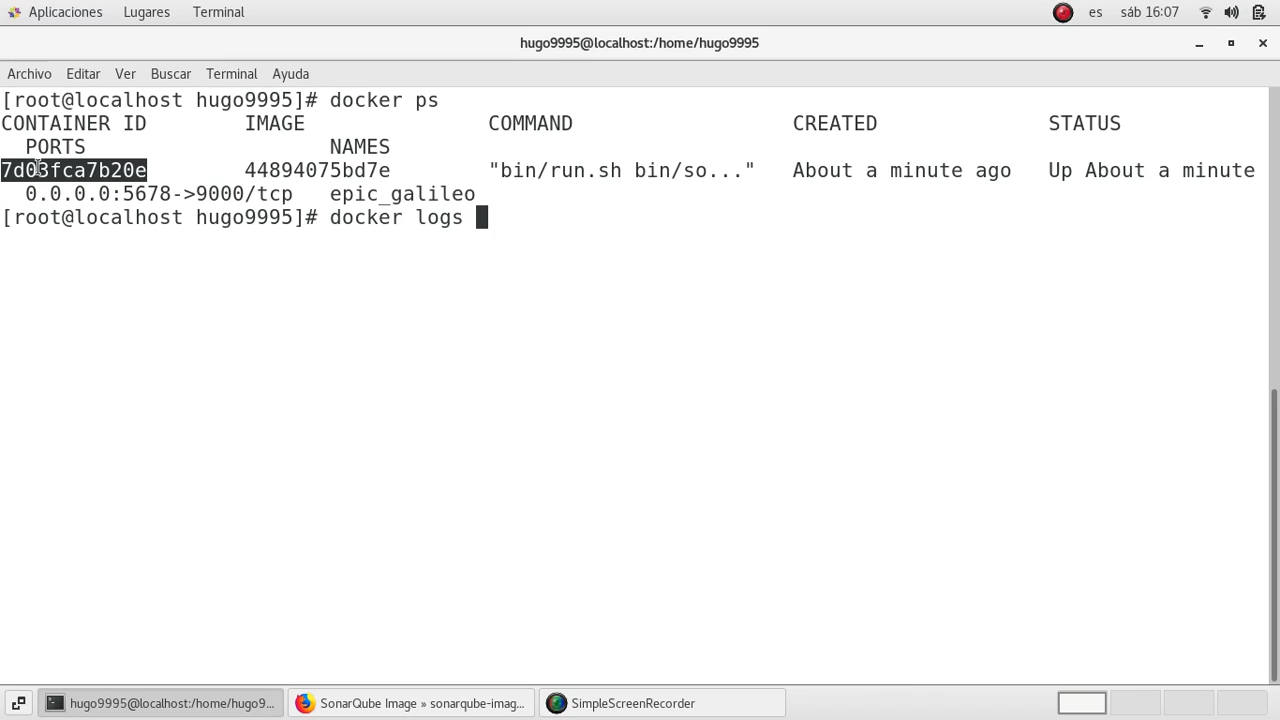 Aplicaciones Lugares Terminal es sáb 16:07
hugo9995@localhost:/home/hugo9995
Archivo Editar Ver Buscar Terminal Ayuda
[root@localhost hugo9995]# docker ps
CONTAINER ID IMAGE COMMAND CREATED STATUS
PORTS NAMES
7d03fca7b20e 44894075bd7e "bin/run.sh bin/so..." About a minute ago Up About a minute
0.0.0.0:5678->9000/tcp epic_galileo
[root@localhost hugo9995]# docker logs
hugo9995@localhost:/home/hugo9... SonarQube Image » sonarqube-imag... SimpleScreenRecorder